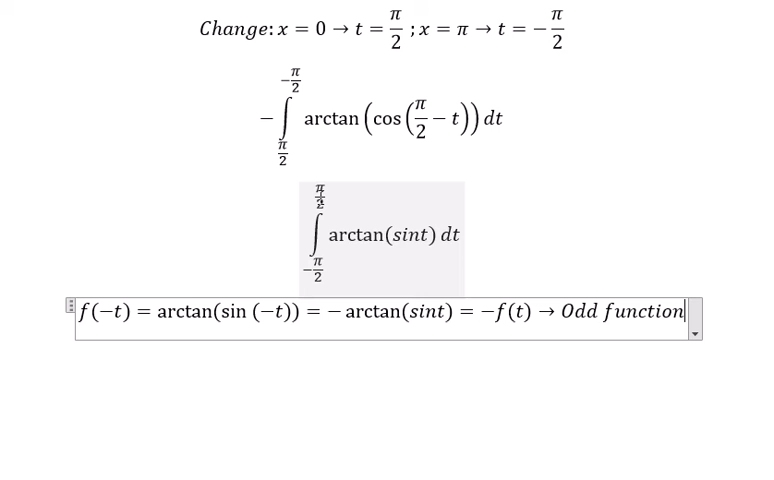 Change: x = 0 → t = π/2 ; x = π → t = −π/2
− ∫_{π/2}^{−π/2} arctan(cos(π/2 − t)) dt
∫_{−π/2}^{π/2} arctan(sint) dt
f(−t) = arctan(sin (−t)) = − arctan(sint) = −f(t) → Odd function